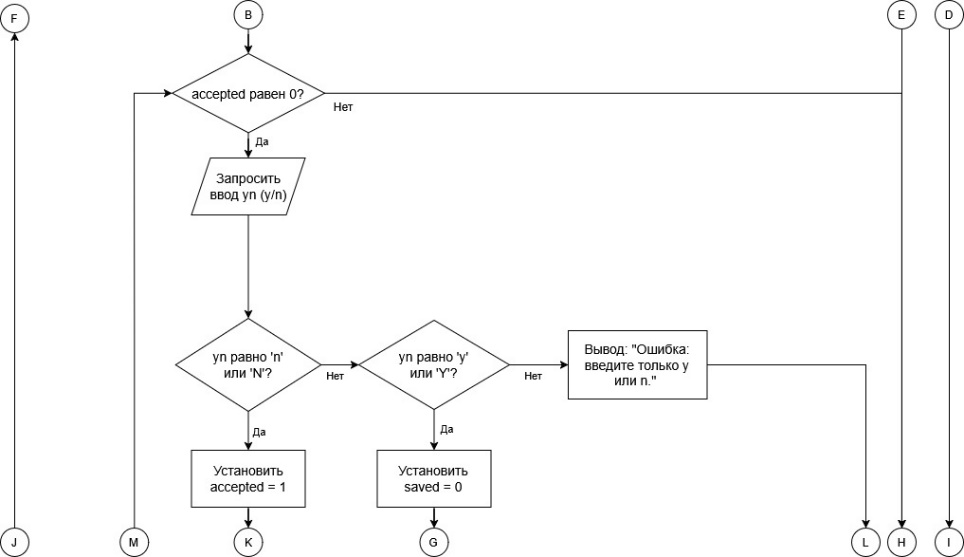 F
B
E
D
accepted равен 0?
Нет
Да
Запросить
ввод yn (y/n)
yn равно 'n'
или 'N'?
Нет
yn равно 'y'
или 'Y'?
Нет
Вывод: "Ошибка:
введите только y
или n."
Да
Да
Установить
accepted = 1
Установить
saved = 0
J
M
K
G
L
H
I